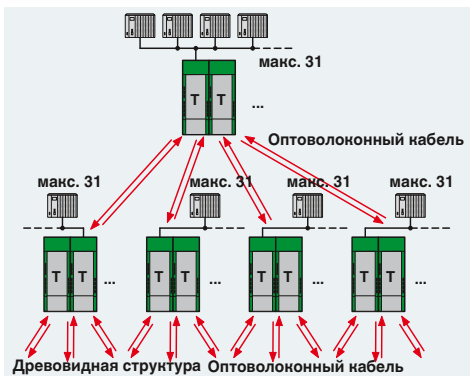 макс. 31
T T ...
Оптоволоконный кабель
макс. 31 макс. 31 макс. 31 макс. 31
T T ... T T ... T T ... T T ...
Древовидная структура Оптоволоконный кабель